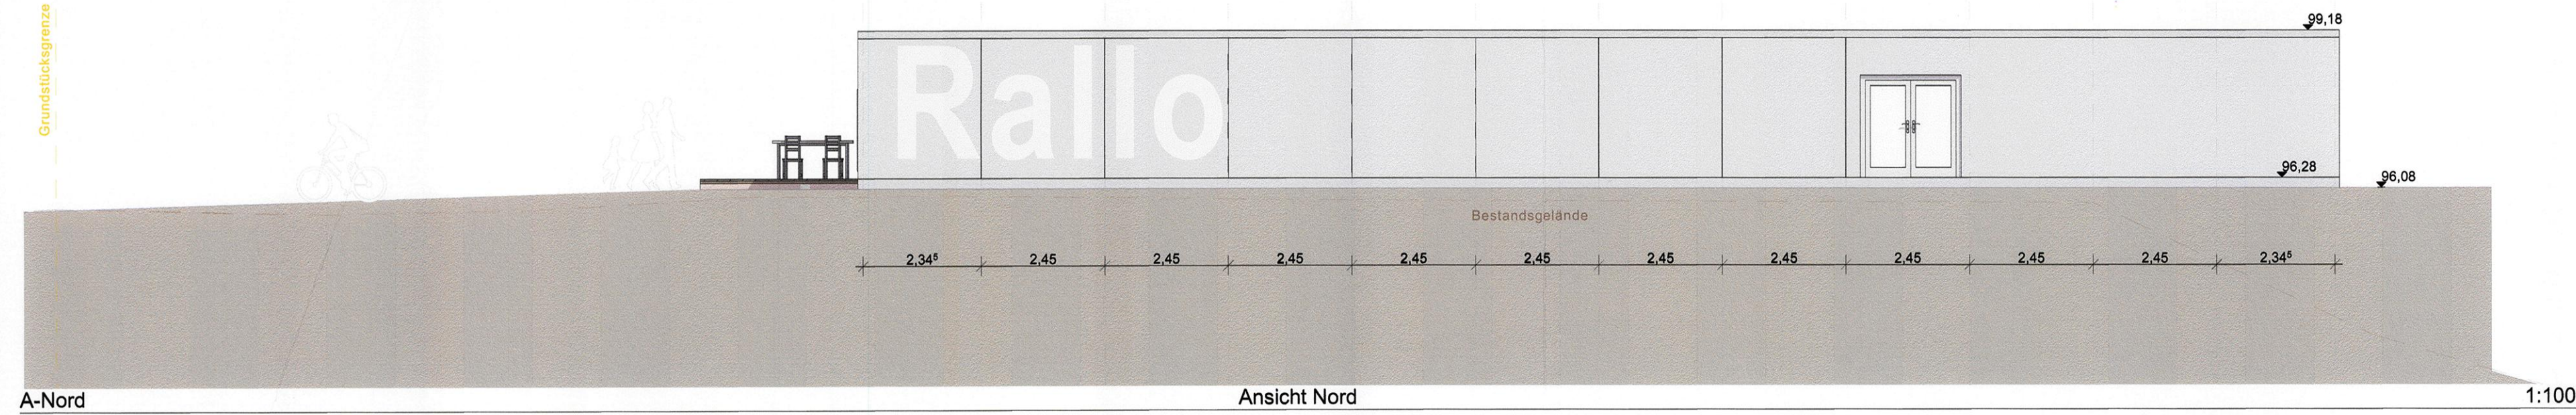 Grundstücksgrenze
99,18
Rallo
96,28
96,08
Bestandsgelände
2,34⁵ 2,45 2,45 2,45 2,45 2,45 2,45 2,45 2,45 2,45 2,45 2,34⁵
A-Nord Ansicht Nord 1:100